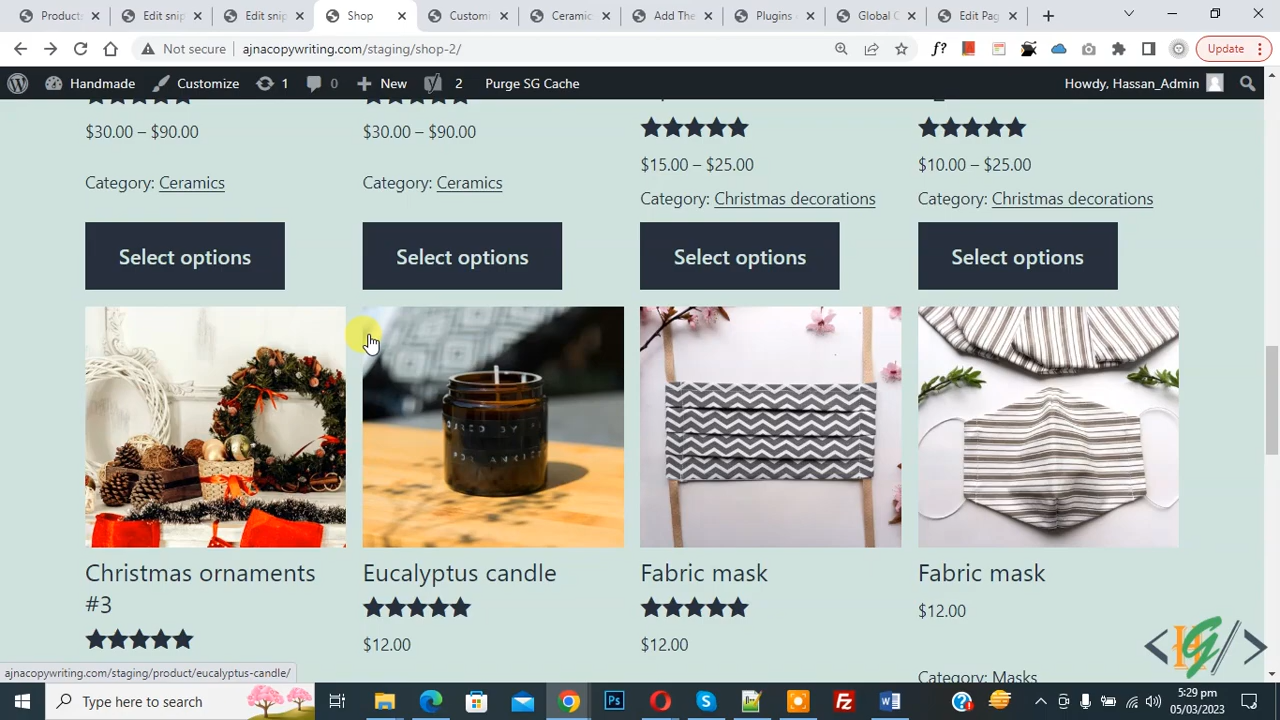 Products
Edit snip
Edit snip
Shop
Custom
Ceramic
Add The
Plugins
Global C
Edit Pag
Not secure
ajnacopywriting.com/staging/shop-2/
f?
Update
Handmade
Customize
1
0
New
2
Purge SG Cache
Howdy, Hassan_Admin
$30.00 – $90.00
$30.00 – $90.00
$15.00 – $25.00
$10.00 – $25.00
Category: Ceramics
Category: Ceramics
Category: Christmas decorations
Category: Christmas decorations
Select options
Select options
Select options
Select options
Christmas ornaments
#3
Eucalyptus candle
Fabric mask
Fabric mask
$12.00
$12.00
$12.00
Category: Masks
ajnacopywriting.com/staging/product/eucalyptus-candle/
Type here to search
5:29 pm
05/03/2023